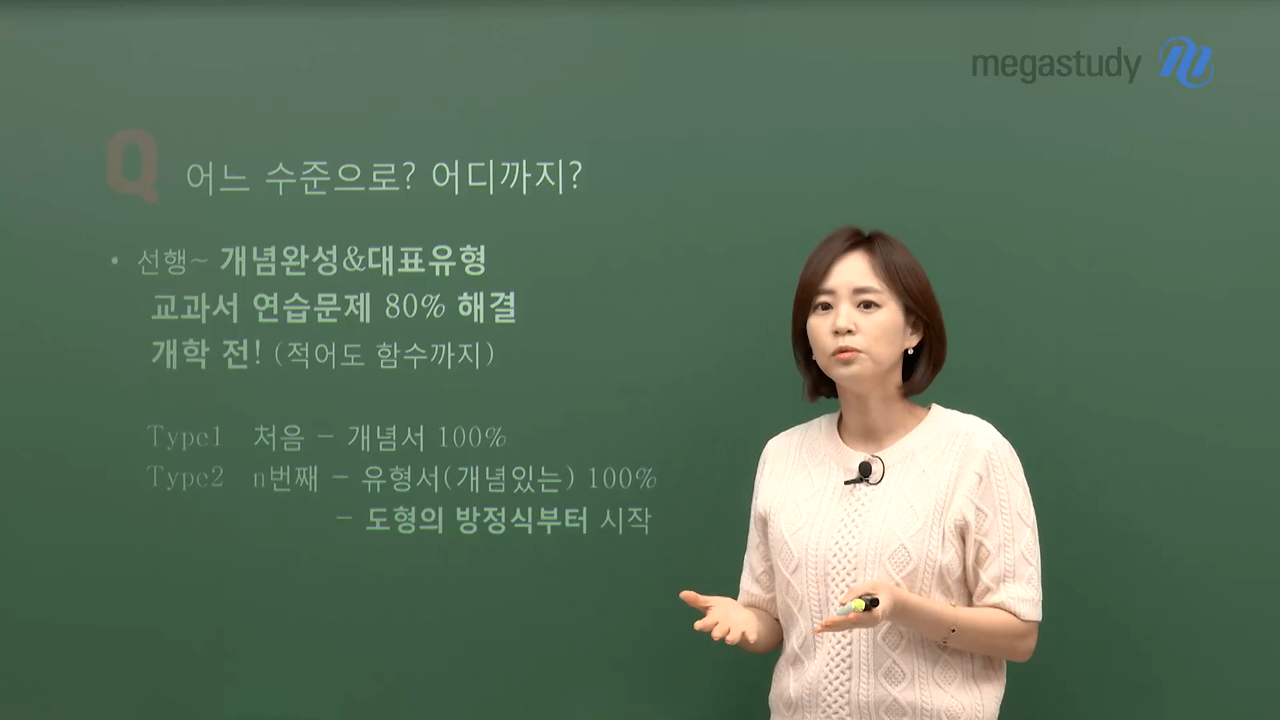 megastudy
Q 어느 수준으로? 어디까지?
• 선행~ 개념완성&대표유형
교과서 연습문제 80% 해결
개학 전! (적어도 함수까지)
Type1 처음 - 개념서 100%
Type2 n번째 - 유형서(개념있는) 100%
- 도형의 방정식부터 시작